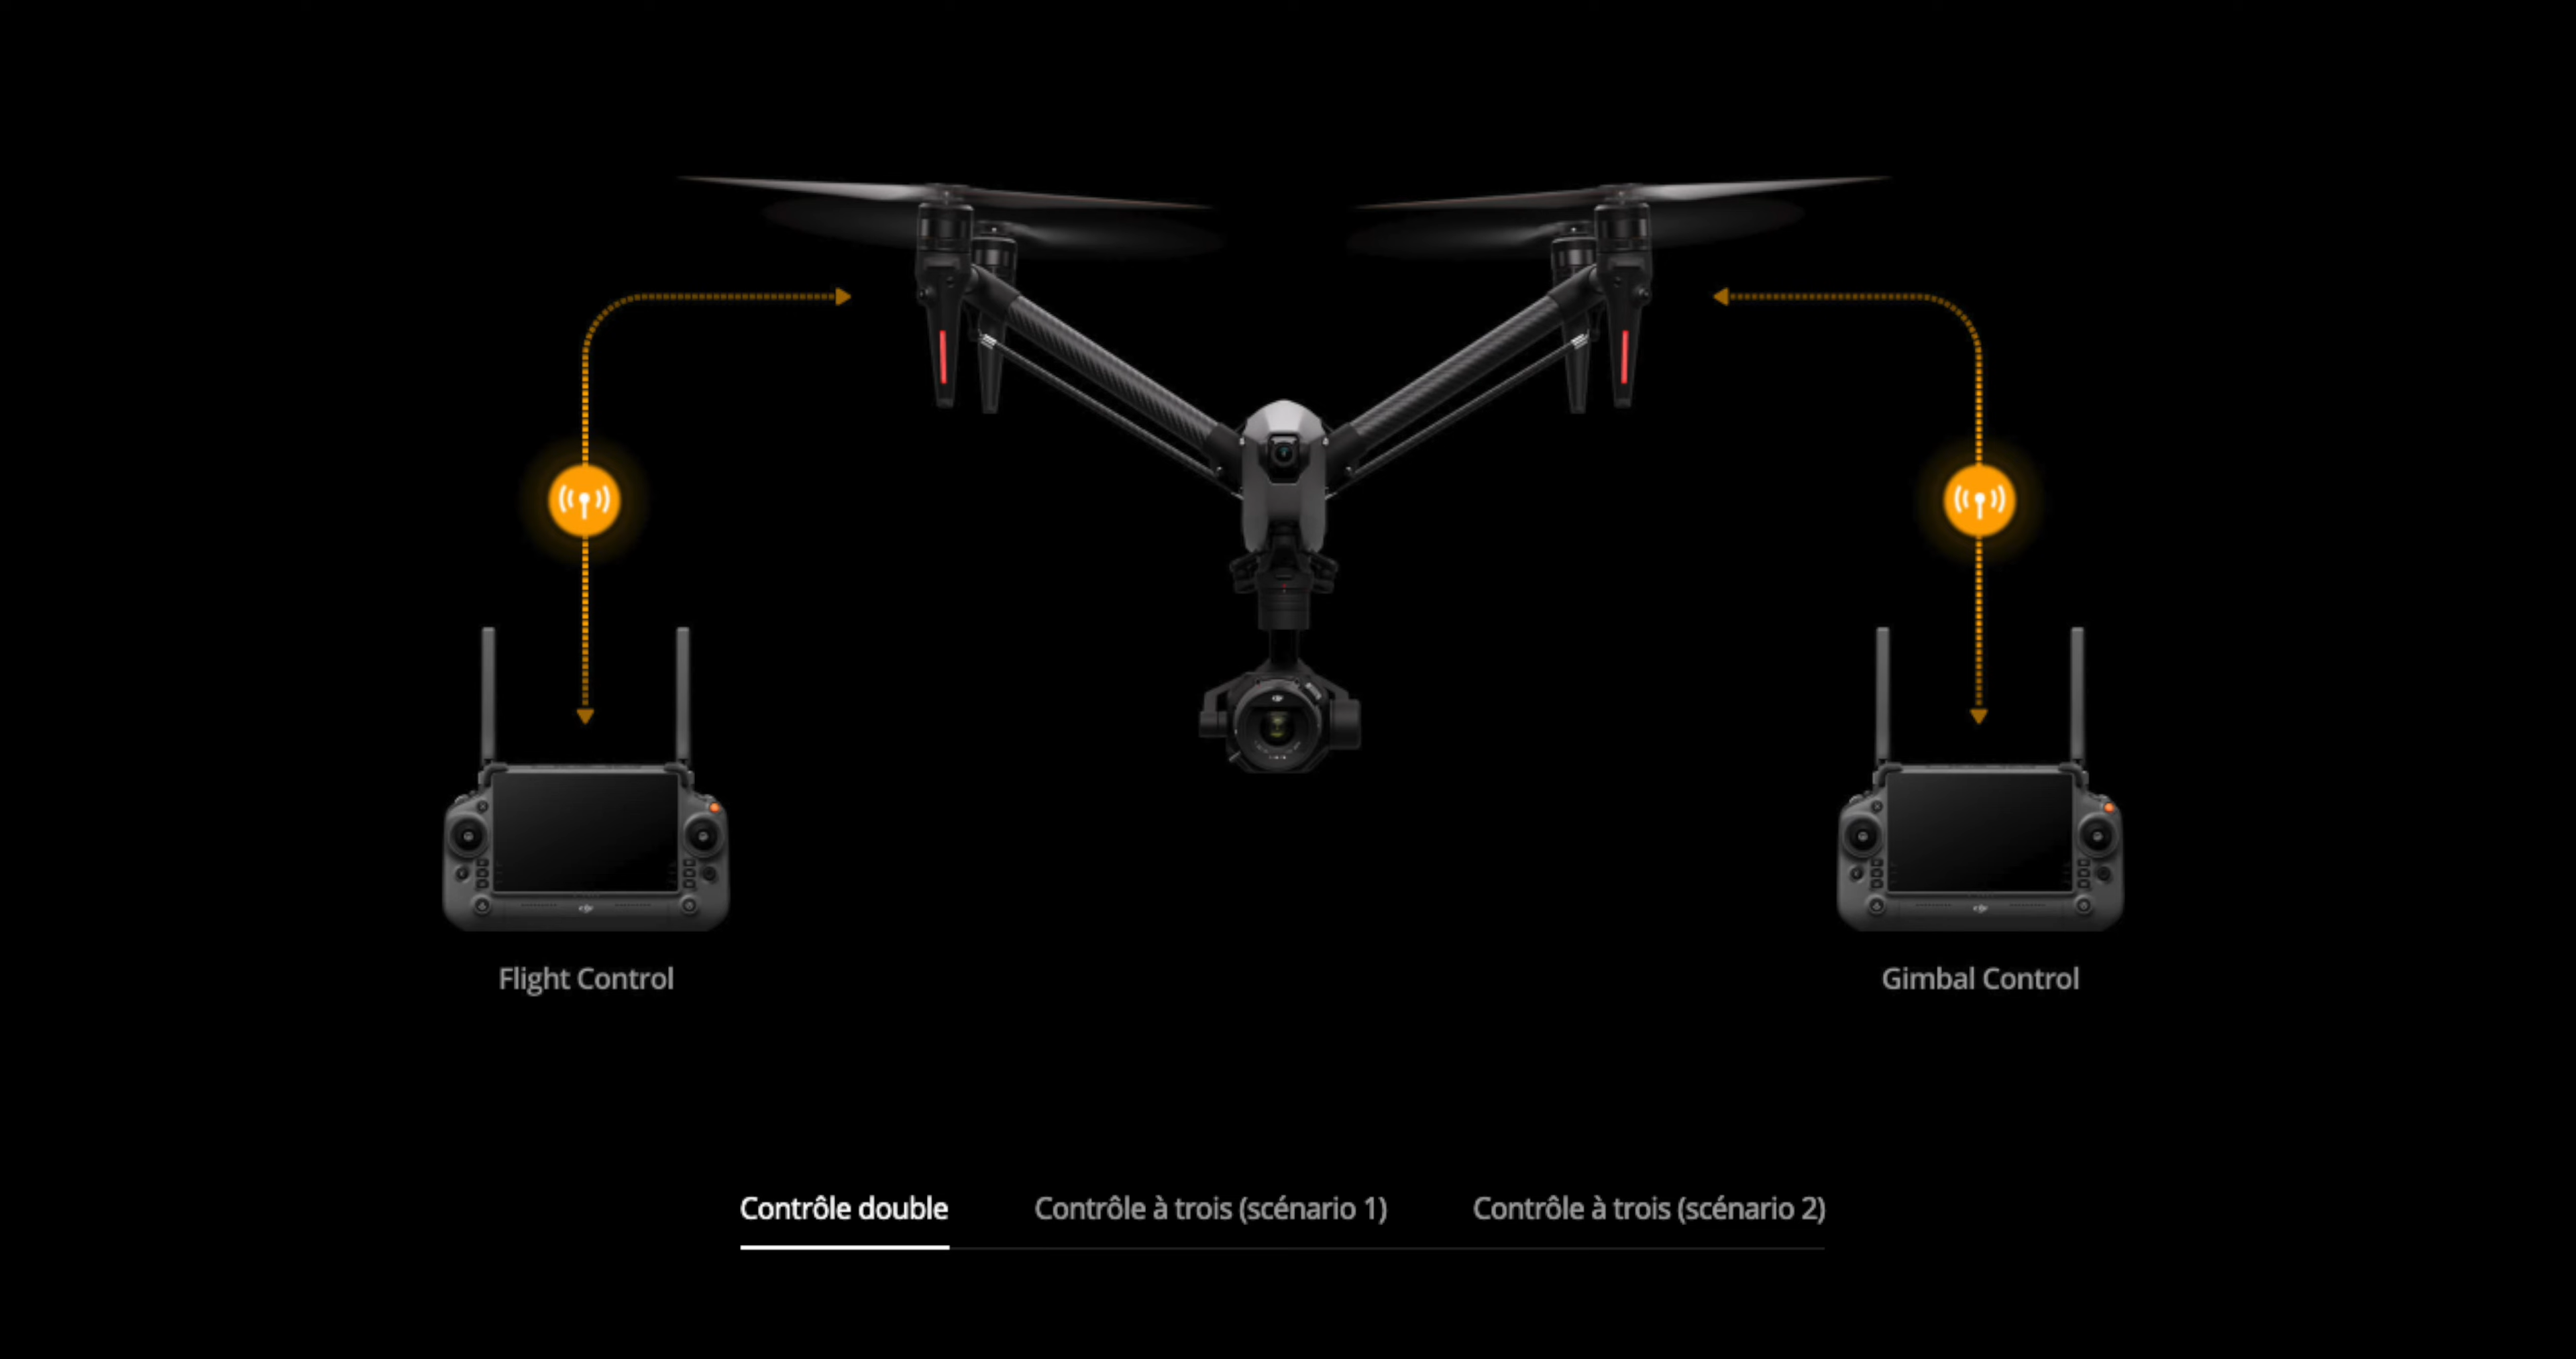 Flight Control
Gimbal Control
Contrôle double
Contrôle à trois (scénario 1)
Contrôle à trois (scénario 2)